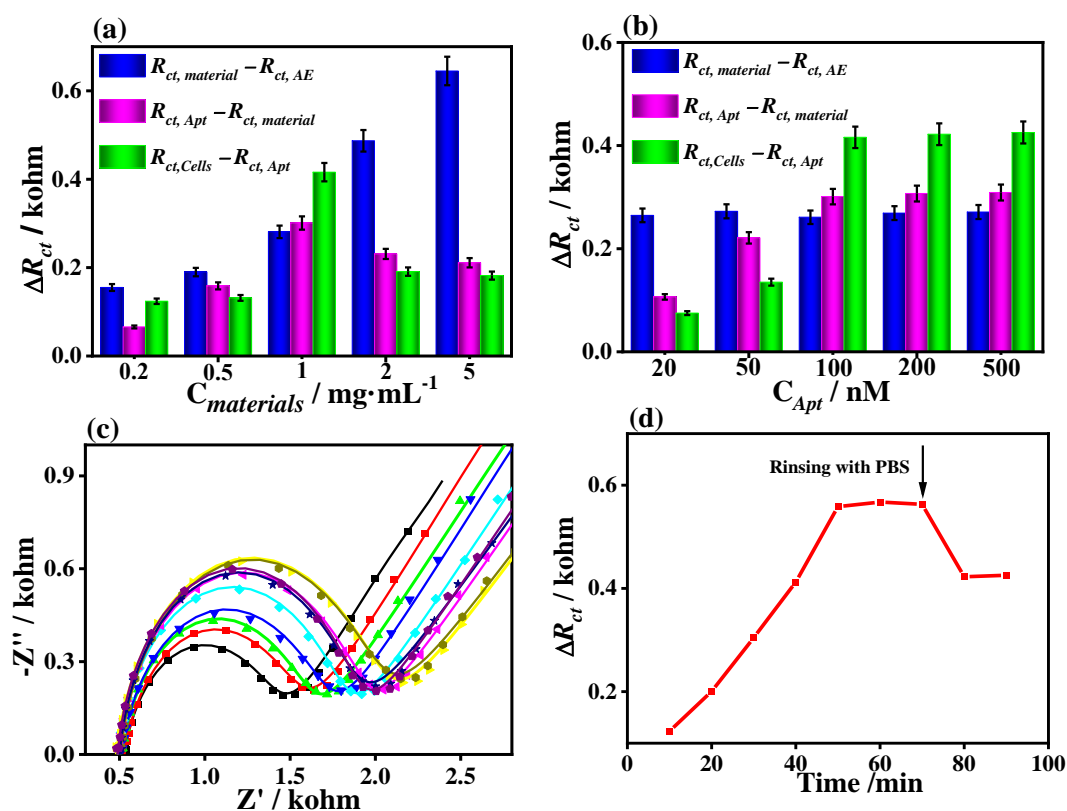 (a)
R_ct, material – R_ct, AE
R_ct, Apt – R_ct, material
R_ct,Cells – R_ct, Apt
ΔR_ct / kohm
0.6
0.4
0.2
0.0
0.2 0.5 1 2 5
C_materials / mg·mL⁻¹
(b)
R_ct, material – R_ct, AE
R_ct, Apt – R_ct, material
R_ct,Cells – R_ct, Apt
ΔR_ct / kohm
0.6
0.4
0.2
0.0
20 50 100 200 500
C_Apt / nM
(c)
-Z'' / kohm
0.9
0.6
0.3
0.0
0.5 1.0 1.5 2.0 2.5
Z' / kohm
(d)
Rinsing with PBS
ΔR_ct / kohm
0.6
0.4
0.2
0 20 40 60 80 100
Time /min